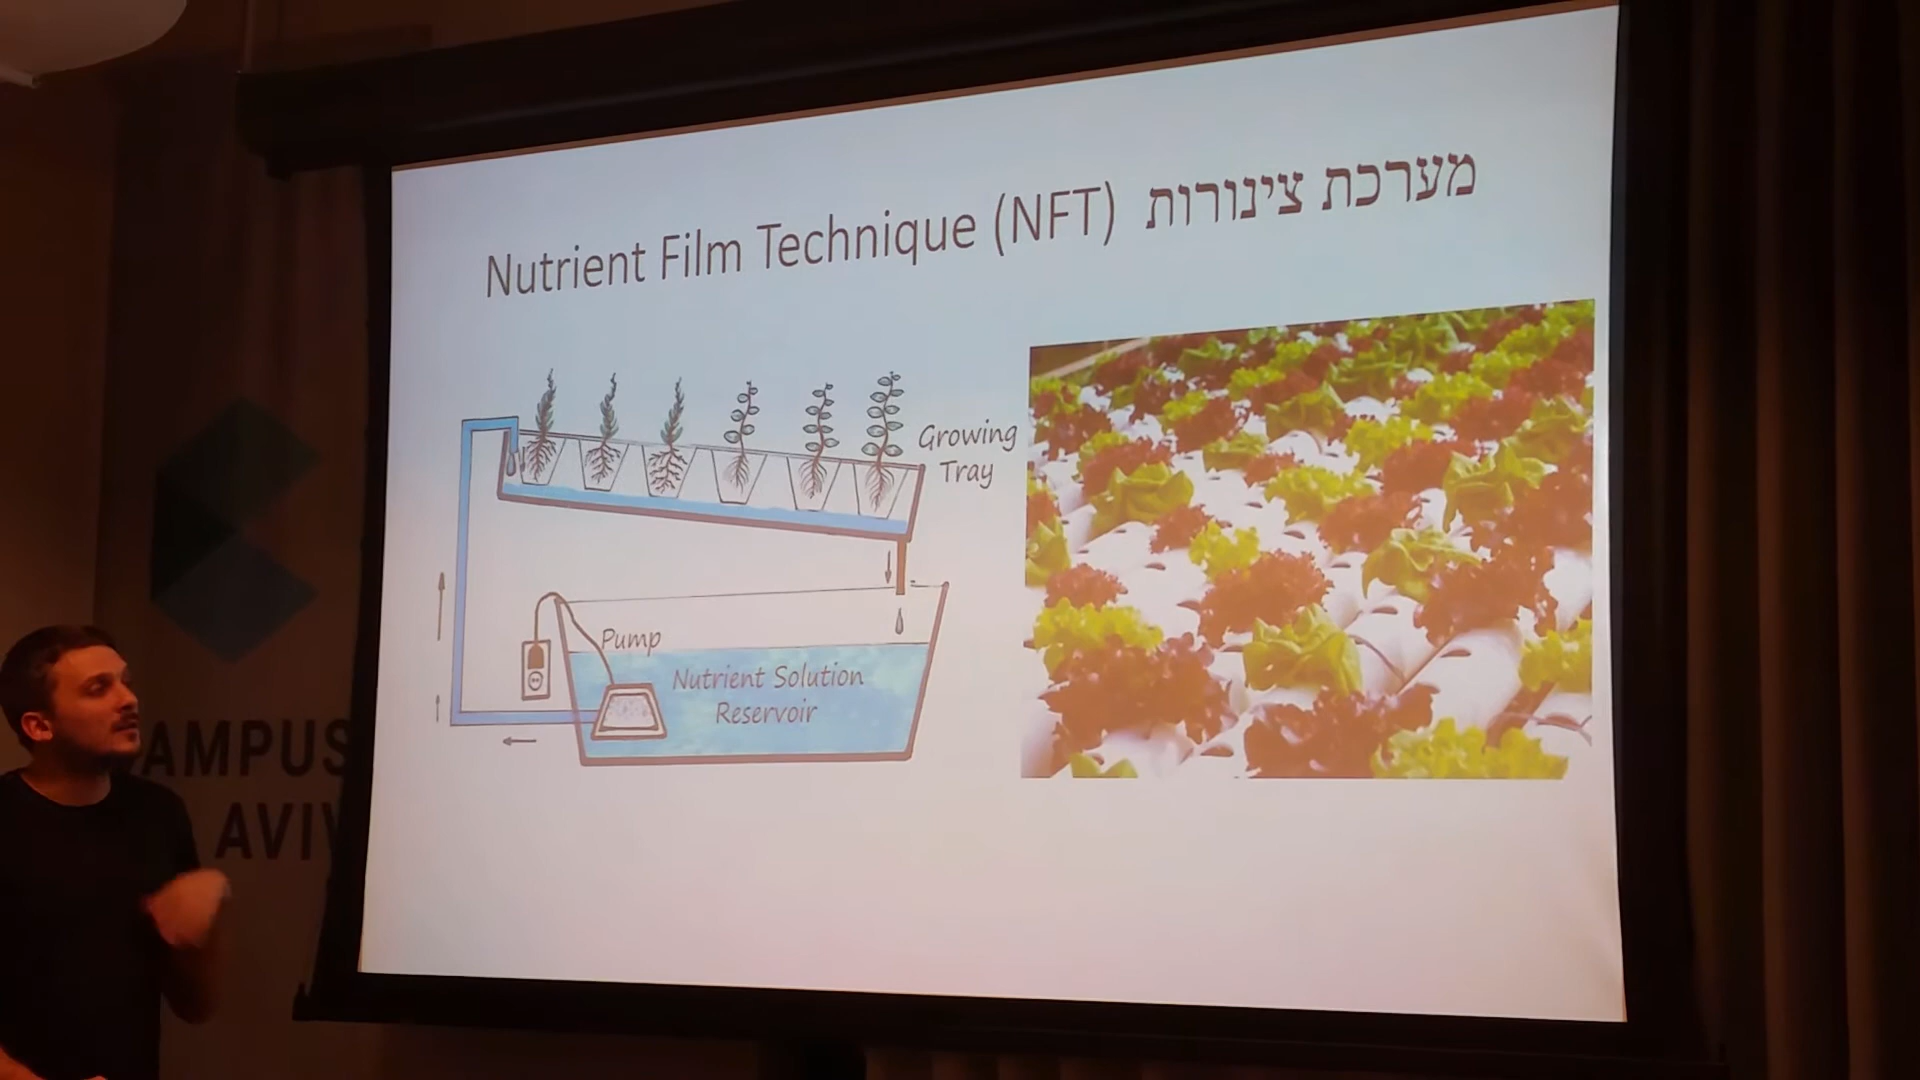 Nutrient Film Technique (NFT) מערכת צינורות
Growing
Tray
Pump
Nutrient Solution
Reservoir
AMPUS
AVIV